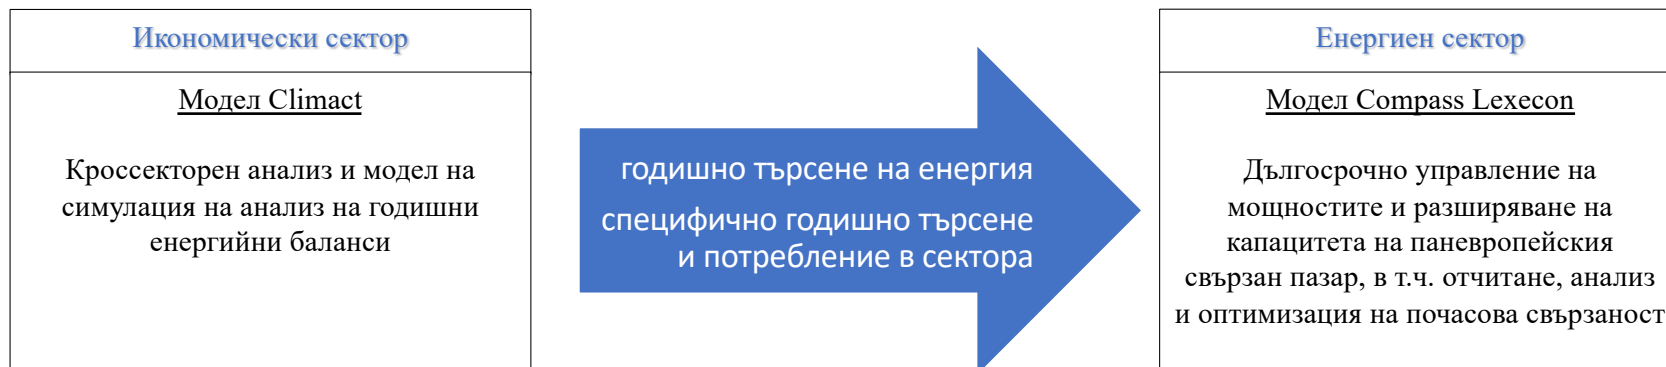 Икономически сектор
Модел Climact
Кроссекторен анализ и модел на
симулация на анализ на годишни
енергийни баланси
годишно търсене на енергия
специфично годишно търсене
и потребление в сектора
Енергиен сектор
Модел Compass Lexecon
Дългосрочно управление на
мощностите и разширяване на
капацитета на паневропейския
свързан пазар, в т.ч. отчитане, анализ
и оптимизация на почасова свързаност